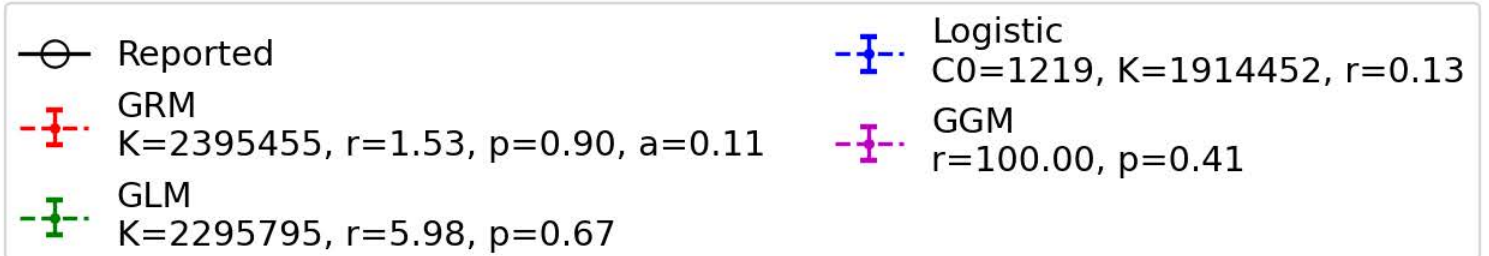 Reported
GRM
K=2395455, r=1.53, p=0.90, a=0.11
GLM
K=2295795, r=5.98, p=0.67
Logistic
C0=1219, K=1914452, r=0.13
GGM
r=100.00, p=0.41